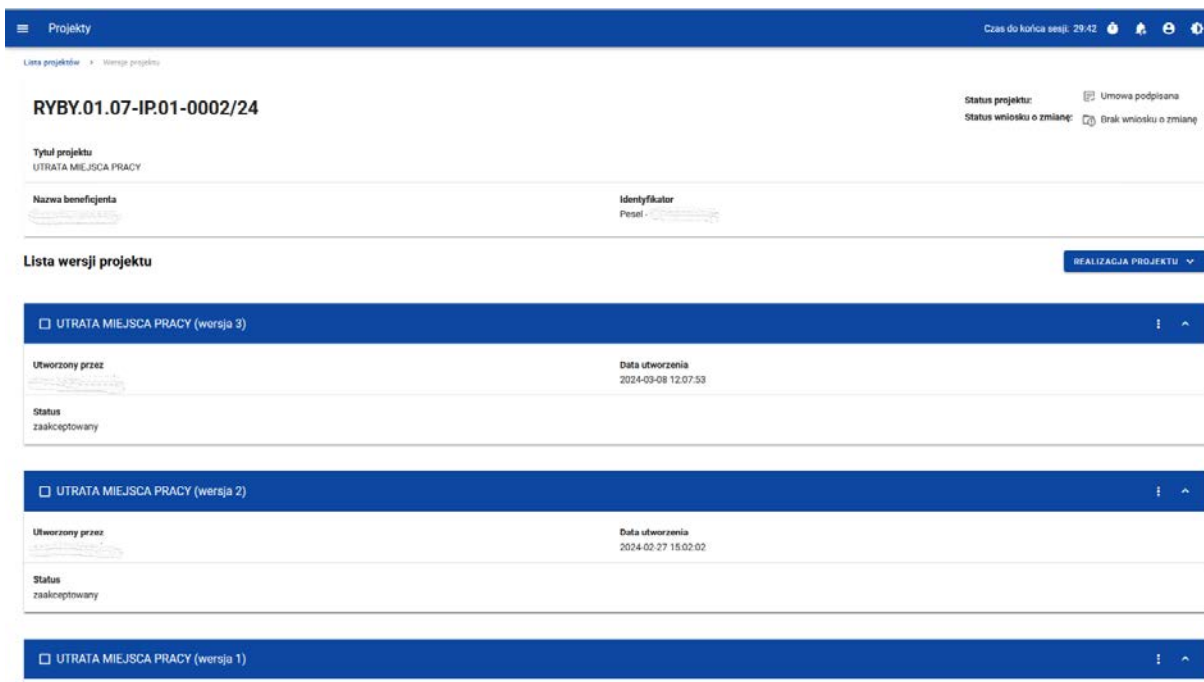 Projekty
Czas do końca sesji: 29:42
Lista projektów › Wersje projektu
RYBY.01.07-IP.01-0002/24
Status projektu: Umowa podpisana
Status wniosku o zmianę: Brak wniosku o zmianę
Tytuł projektu
UTRATA MIEJSCA PRACY
Nazwa beneficjenta
Identyfikator
Pesel -
Lista wersji projektu
REALIZACJA PROJEKTU
UTRATA MIEJSCA PRACY (wersja 3)
Utworzony przez
Data utworzenia
2024-03-08 12:07:53
Status
zaakceptowany
UTRATA MIEJSCA PRACY (wersja 2)
Utworzony przez
Data utworzenia
2024-02-27 15:02:02
Status
zaakceptowany
UTRATA MIEJSCA PRACY (wersja 1)